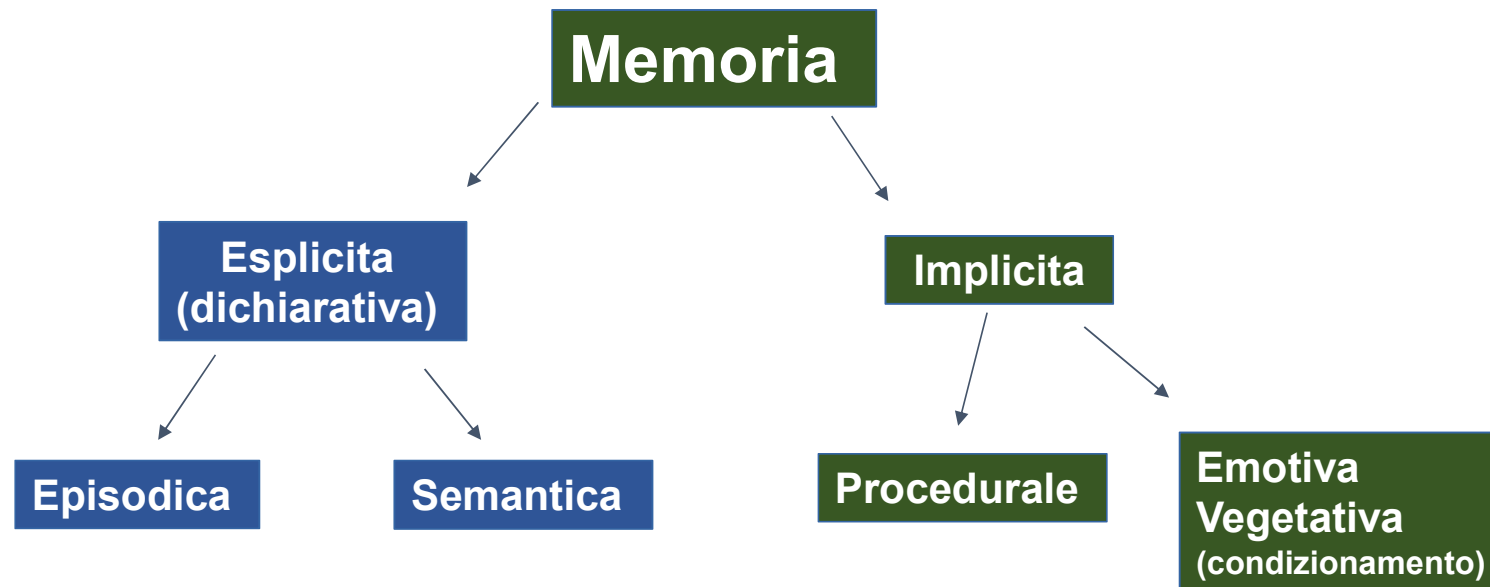 Memoria
Esplicita
(dichiarativa)
Implicita
Episodica
Semantica
Procedurale
Emotiva
Vegetativa
(condizionamento)